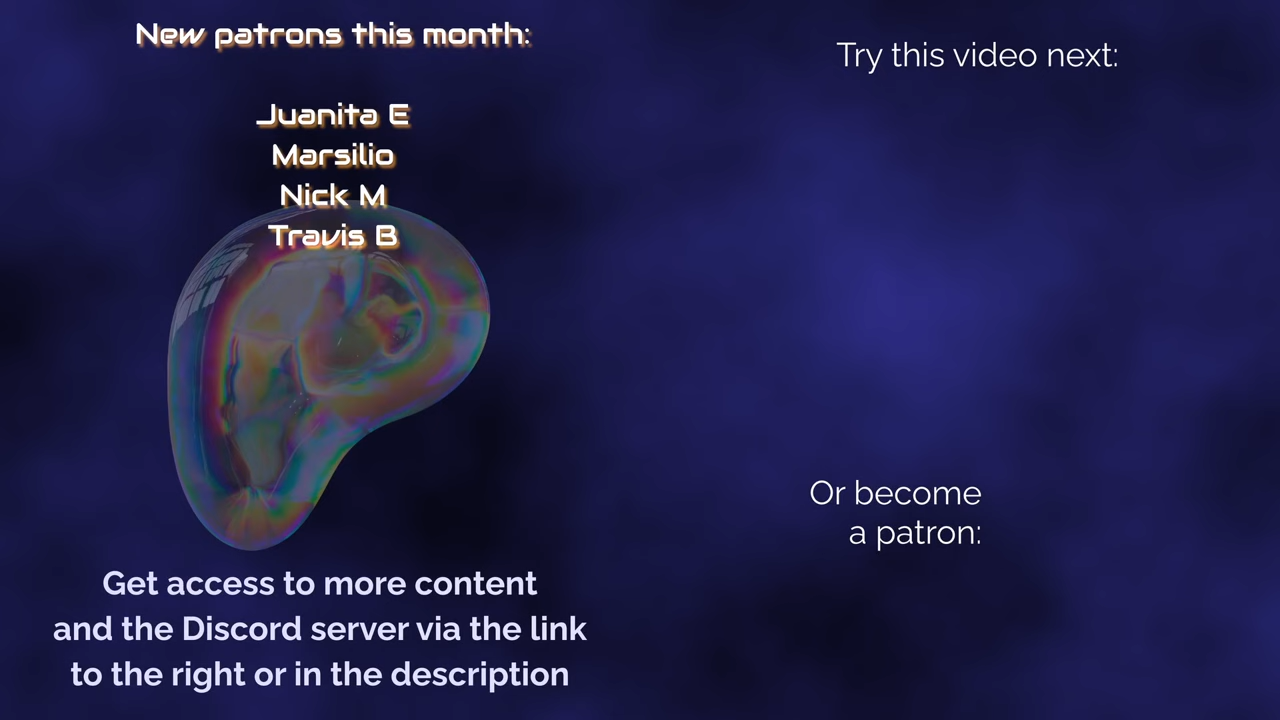 New patrons this month:
Juanita E
Marsilio
Nick M
Travis B
Get access to more content
and the Discord server via the link
to the right or in the description
Try this video next:
Or become
a patron: